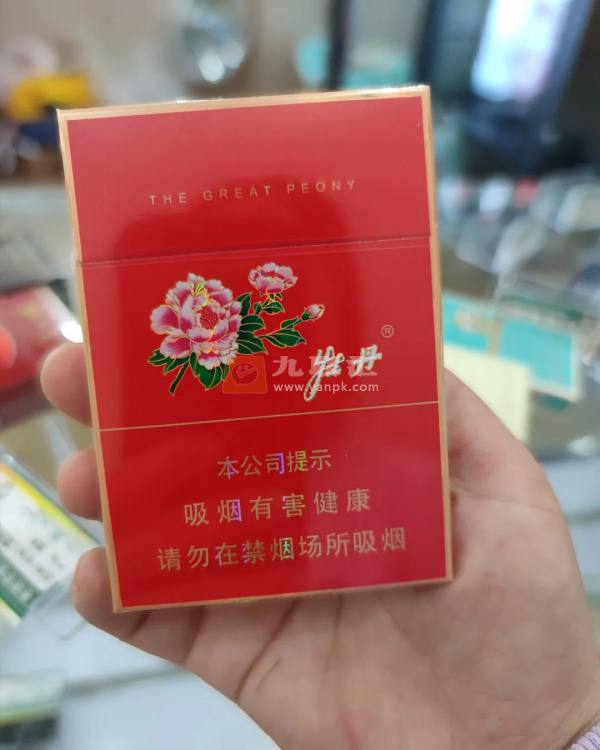 THE GREAT PEONY
牡丹®
www.yanpk.com
本公司提示
吸烟有害健康
请勿在禁烟场所吸烟